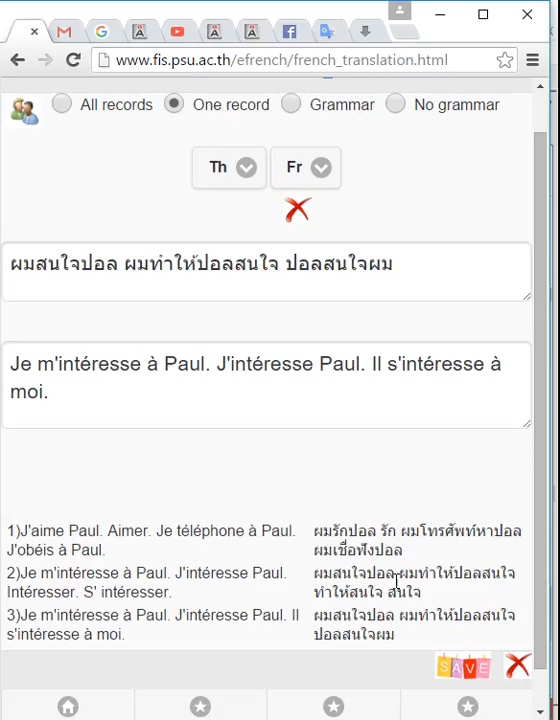 www.fis.psu.ac.th/efrench/french_translation.html
All records One record Grammar No grammar
Th Fr
ผมสนใจปอล ผมทำให้ปอลสนใจ ปอลสนใจผม
Je m'intéresse à Paul. J'intéresse Paul. Il s'intéresse à
moi.
1)J'aime Paul. Aimer. Je téléphone à Paul.
J'obéis à Paul.
ผมรักปอล รัก ผมโทรศัพท์หาปอล
ผมเชื่อฟังปอล
2)Je m'intéresse à Paul. J'intéresse Paul.
Intéresser. S' intéresser.
ผมสนใจปอล ผมทำให้ปอลสนใจ
ทำให้สนใจ สนใจ
3)Je m'intéresse à Paul. J'intéresse Paul. Il
s'intéresse à moi.
ผมสนใจปอล ผมทำให้ปอลสนใจ
ปอลสนใจผม
SAVE